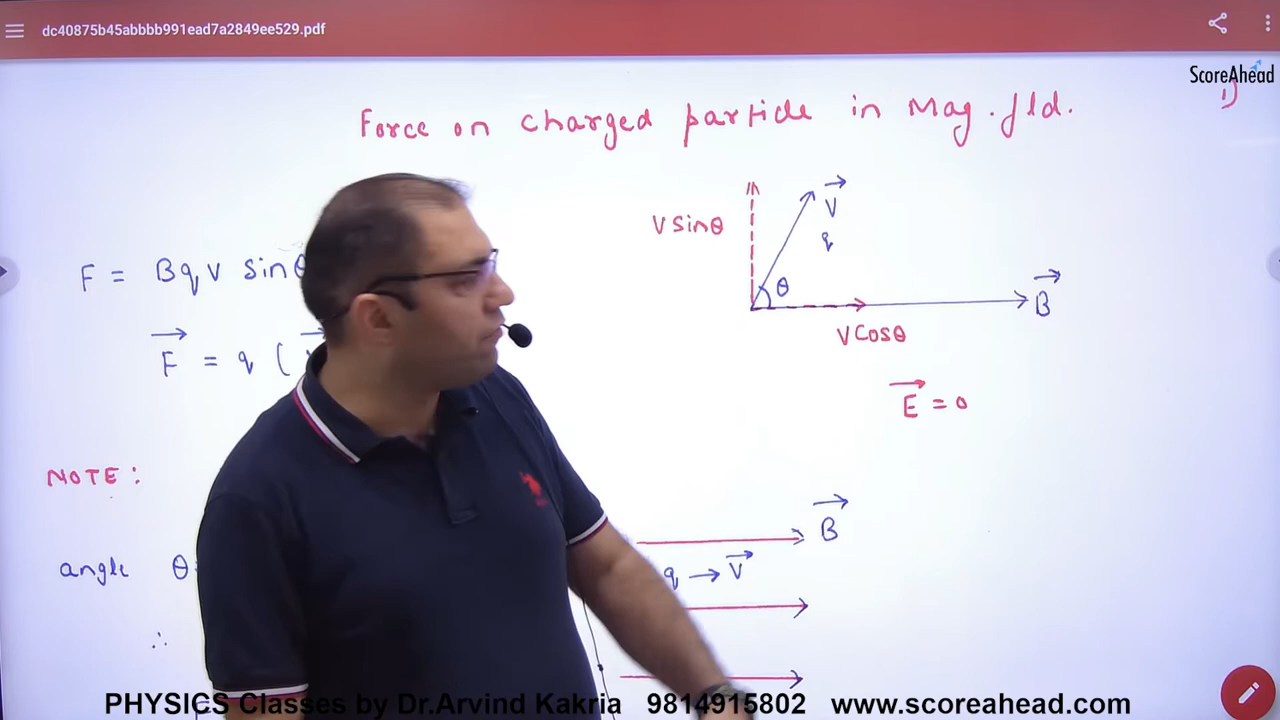 dc40875b45abbbb991ead7a2849ee529.pdf
ScoreAhead
1)
Force on charged particle in Mag. fld.
V sinθ
V
q
θ
B
V Cosθ
F = BqV sinθ
F = q (
E = 0
NOTE:
B
angle θ
q → V
∴
PHYSICS Classes by Dr.Arvind Kakria 9814915802 www.scoreahead.com